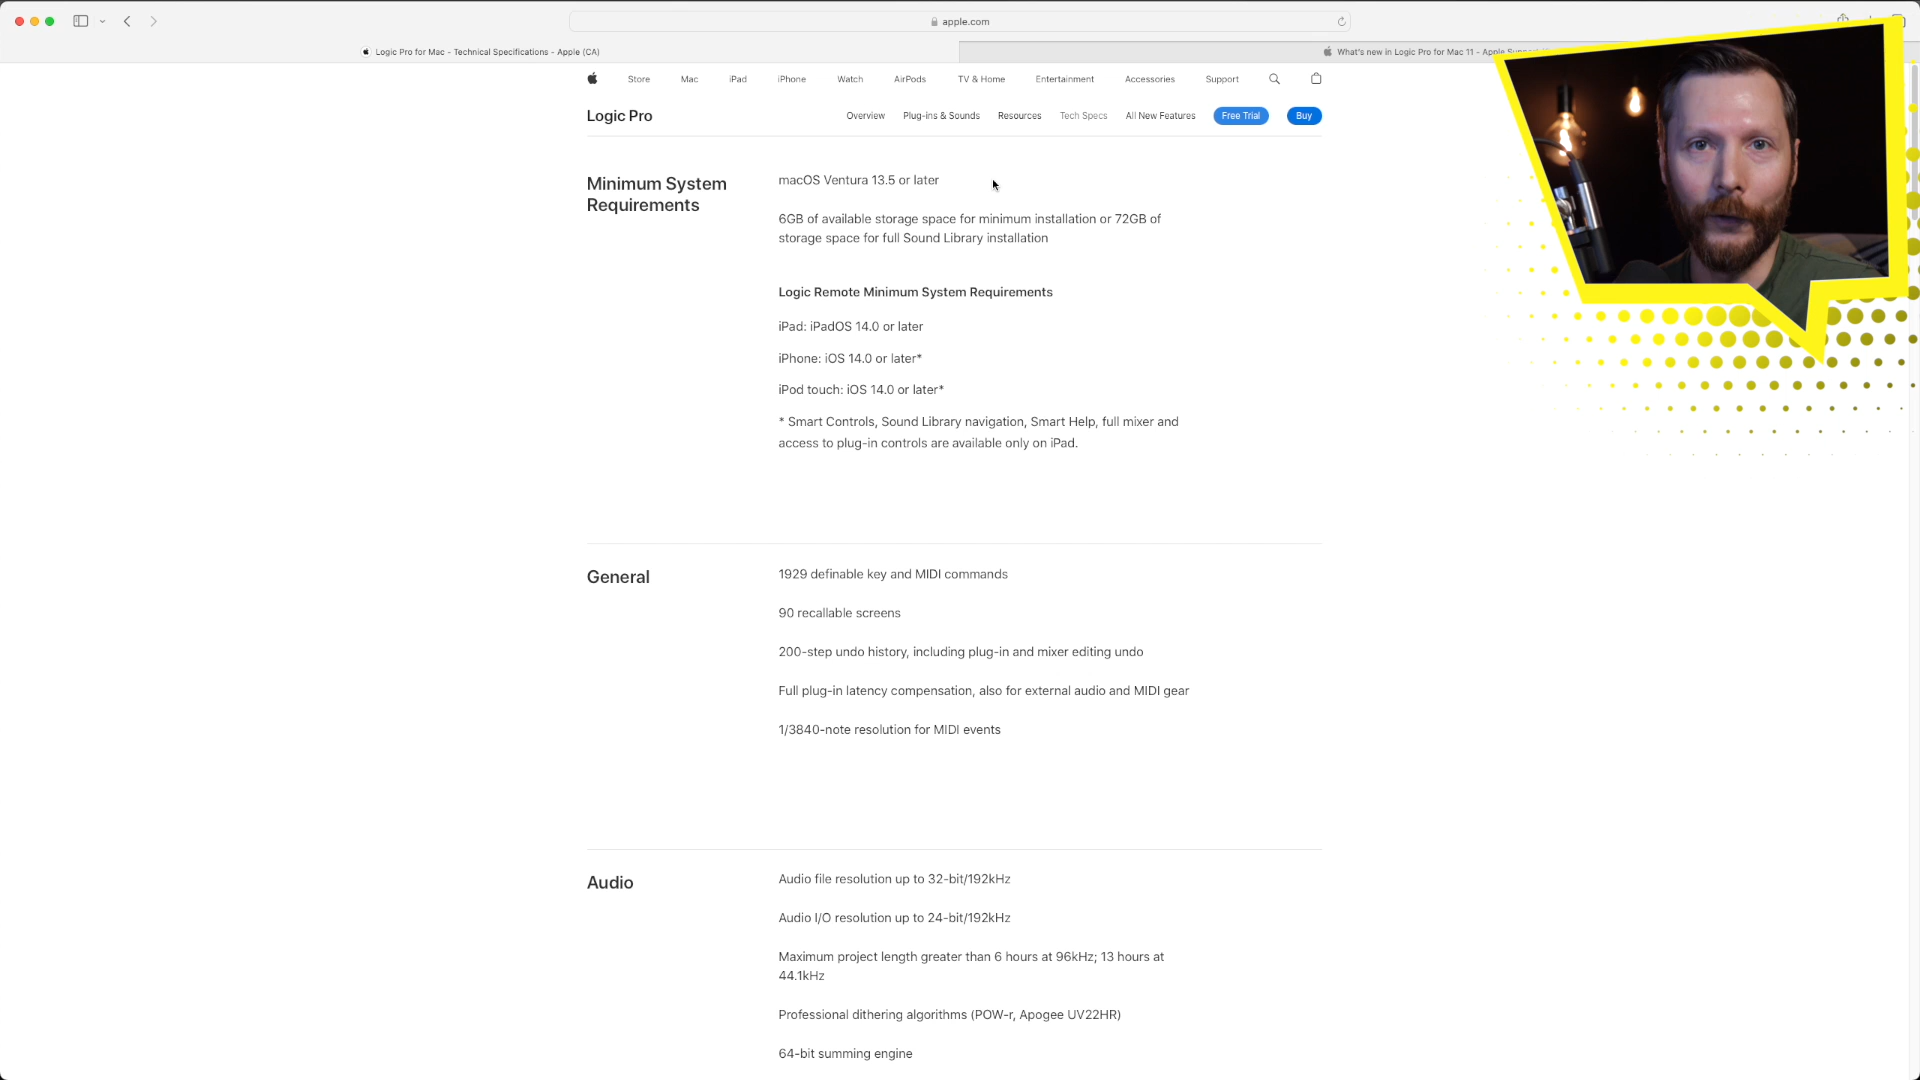 apple.com
Logic Pro for Mac - Technical Specifications - Apple (CA)
What's new in Logic Pro for Mac 11 - Apple
Store
Mac
iPad
iPhone
Watch
AirPods
TV & Home
Entertainment
Accessories
Support
Logic Pro
Overview
Plug-ins & Sounds
Resources
Tech Specs
All New Features
Free Trial
Buy
Minimum System
Requirements
macOS Ventura 13.5 or later
6GB of available storage space for minimum installation or 72GB of
storage space for full Sound Library installation
Logic Remote Minimum System Requirements
iPad: iPadOS 14.0 or later
iPhone: iOS 14.0 or later*
iPod touch: iOS 14.0 or later*
* Smart Controls, Sound Library navigation, Smart Help, full mixer and
access to plug-in controls are available only on iPad.
General
1929 definable key and MIDI commands
90 recallable screens
200-step undo history, including plug-in and mixer editing undo
Full plug-in latency compensation, also for external audio and MIDI gear
1/3840-note resolution for MIDI events
Audio
Audio file resolution up to 32-bit/192kHz
Audio I/O resolution up to 24-bit/192kHz
Maximum project length greater than 6 hours at 96kHz; 13 hours at
44.1kHz
Professional dithering algorithms (POW-r, Apogee UV22HR)
64-bit summing engine